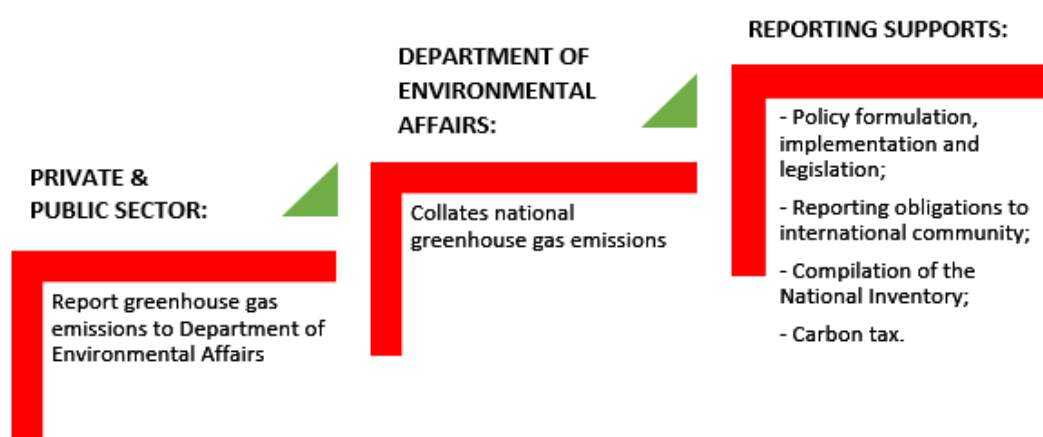 PRIVATE &
PUBLIC SECTOR:
Report greenhouse gas
emissions to Department of
Environmental Affairs
DEPARTMENT OF
ENVIRONMENTAL
AFFAIRS:
Collates national
greenhouse gas emissions
REPORTING SUPPORTS:
- Policy formulation,
implementation and
legislation;
- Reporting obligations to
international community;
- Compilation of the
National Inventory;
- Carbon tax.